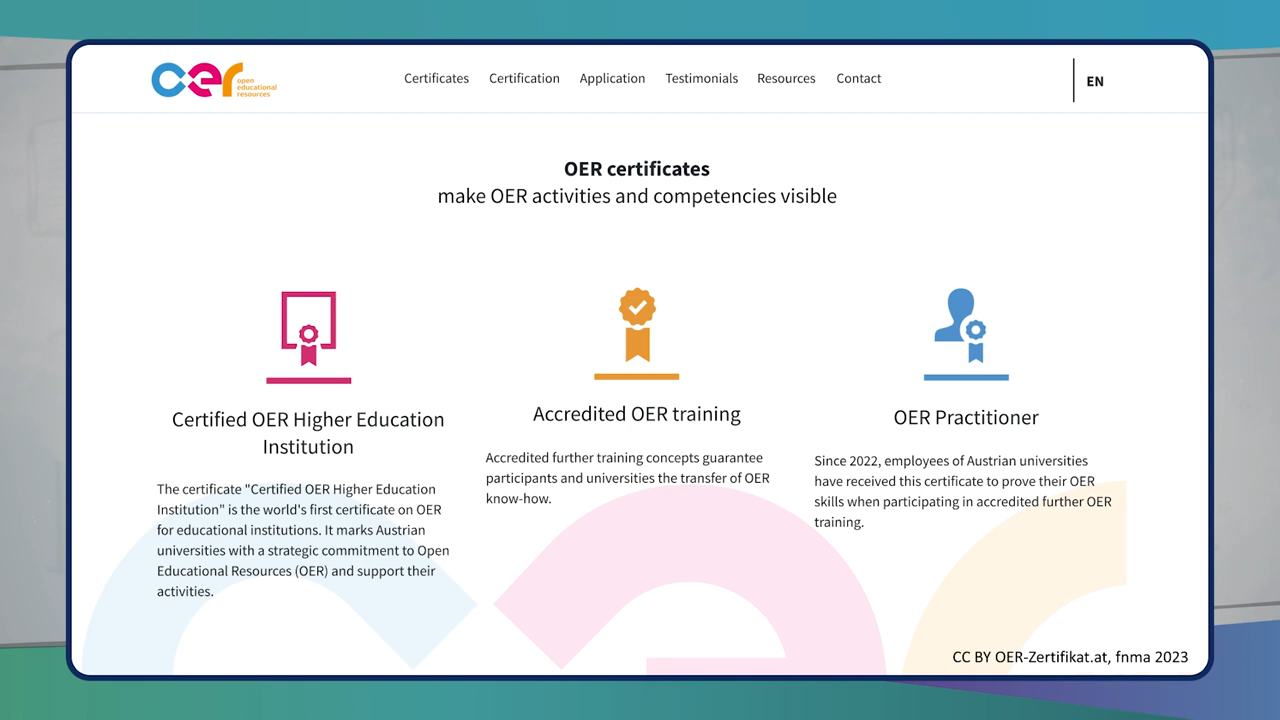 oer
open
educational
resources
Certificates Certification Application Testimonials Resources Contact
EN
OER certificates
make OER activities and competencies visible
Certified OER Higher Education
Institution
The certificate "Certified OER Higher Education
Institution" is the world's first certificate on OER
for educational institutions. It marks Austrian
universities with a strategic commitment to Open
Educational Resources (OER) and support their
activities.
Accredited OER training
Accredited further training concepts guarantee
participants and universities the transfer of OER
know-how.
OER Practitioner
Since 2022, employees of Austrian universities
have received this certificate to prove their OER
skills when participating in accredited further OER
training.
CC BY OER-Zertifikat.at, fnma 2023